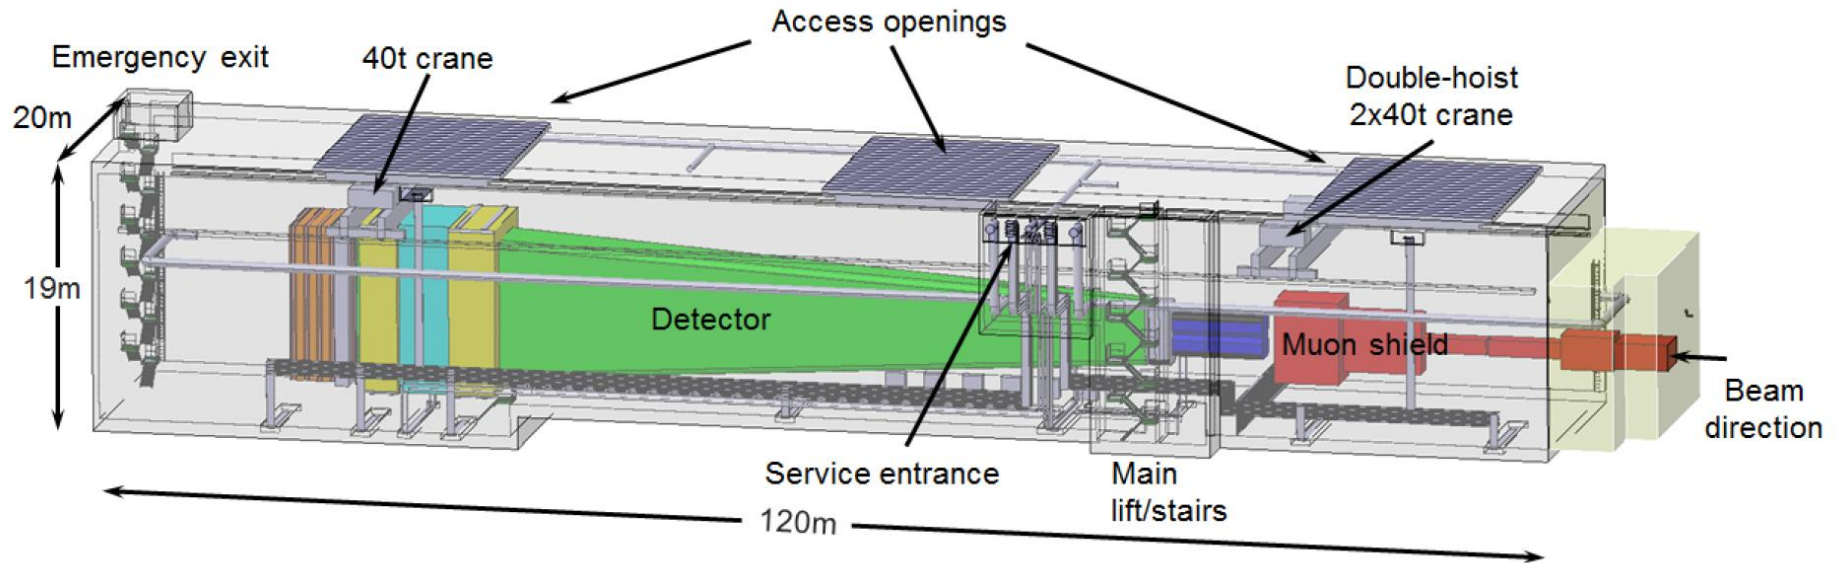 Access openings
Emergency exit
40t crane
Double-hoist
2x40t crane
20m
19m
Detector
Muon shield
Beam
direction
Service entrance
Main
lift/stairs
120m